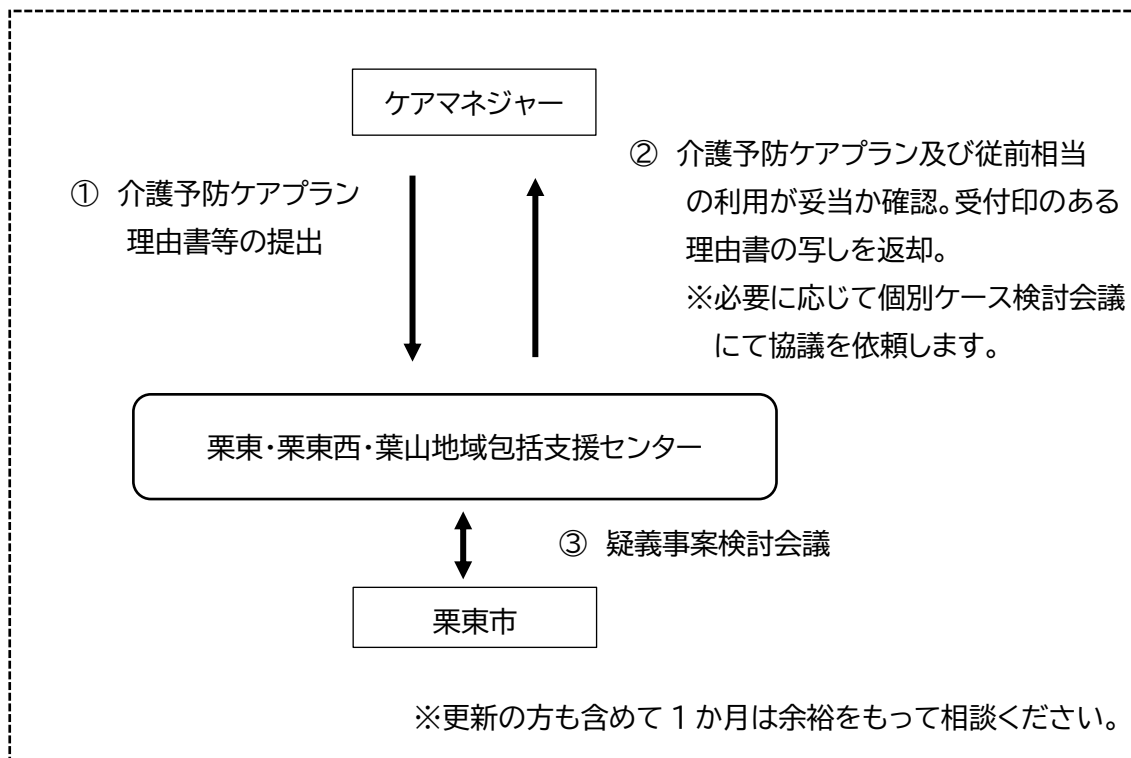 ケアマネジャー
① 介護予防ケアプラン
理由書等の提出
② 介護予防ケアプラン及び従前相当
の利用が妥当か確認。受付印のある
理由書の写しを返却。
※必要に応じて個別ケース検討会議
にて協議を依頼します。
栗東・栗東西・葉山地域包括支援センター
③ 疑義事案検討会議
栗東市
※更新の方も含めて1か月は余裕をもって相談ください。